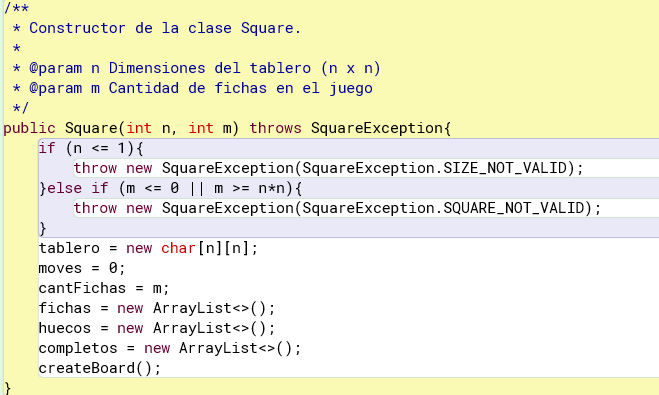 /**
 * Constructor de la clase Square.
 *
 * @param n Dimensiones del tablero (n x n)
 * @param m Cantidad de fichas en el juego
 */
public Square(int n, int m) throws SquareException{
    if (n <= 1){
        throw new SquareException(SquareException.SIZE_NOT_VALID);
    }else if (m <= 0 || m >= n*n){
        throw new SquareException(SquareException.SQUARE_NOT_VALID);
    }
    tablero = new char[n][n];
    moves = 0;
    cantFichas = m;
    fichas = new ArrayList<>();
    huecos = new ArrayList<>();
    completos = new ArrayList<>();
    createBoard();
}